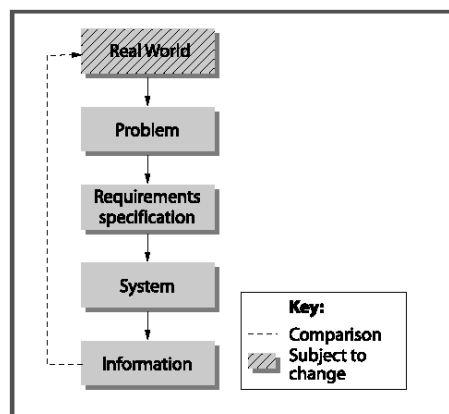 Real World
Problem
Requirements
specification
System
Information
Key:
Comparison
Subject to
change